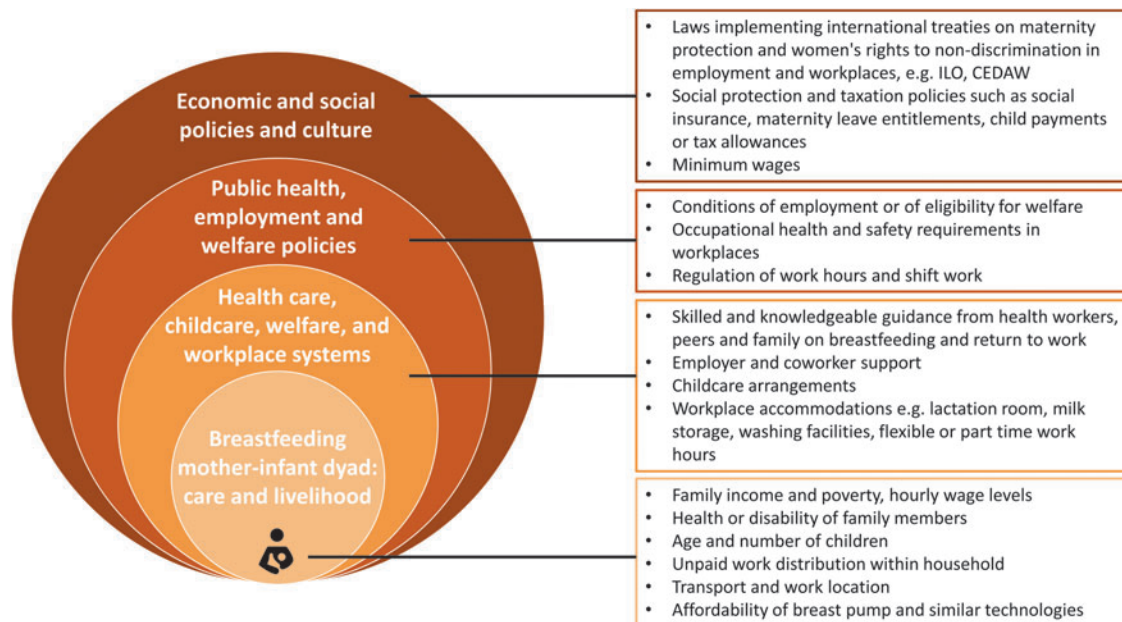 Economic and social
policies and culture
Public health,
employment and
welfare policies
Health care,
childcare, welfare, and
workplace systems
Breastfeeding
mother-infant dyad:
care and livelihood
• Laws implementing international treaties on maternity
protection and women's rights to non-discrimination in
employment and workplaces, e.g. ILO, CEDAW
• Social protection and taxation policies such as social
insurance, maternity leave entitlements, child payments
or tax allowances
• Minimum wages
• Conditions of employment or of eligibility for welfare
• Occupational health and safety requirements in
workplaces
• Regulation of work hours and shift work
• Skilled and knowledgeable guidance from health workers,
peers and family on breastfeeding and return to work
• Employer and coworker support
• Childcare arrangements
• Workplace accommodations e.g. lactation room, milk
storage, washing facilities, flexible or part time work
hours
• Family income and poverty, hourly wage levels
• Health or disability of family members
• Age and number of children
• Unpaid work distribution within household
• Transport and work location
• Affordability of breast pump and similar technologies